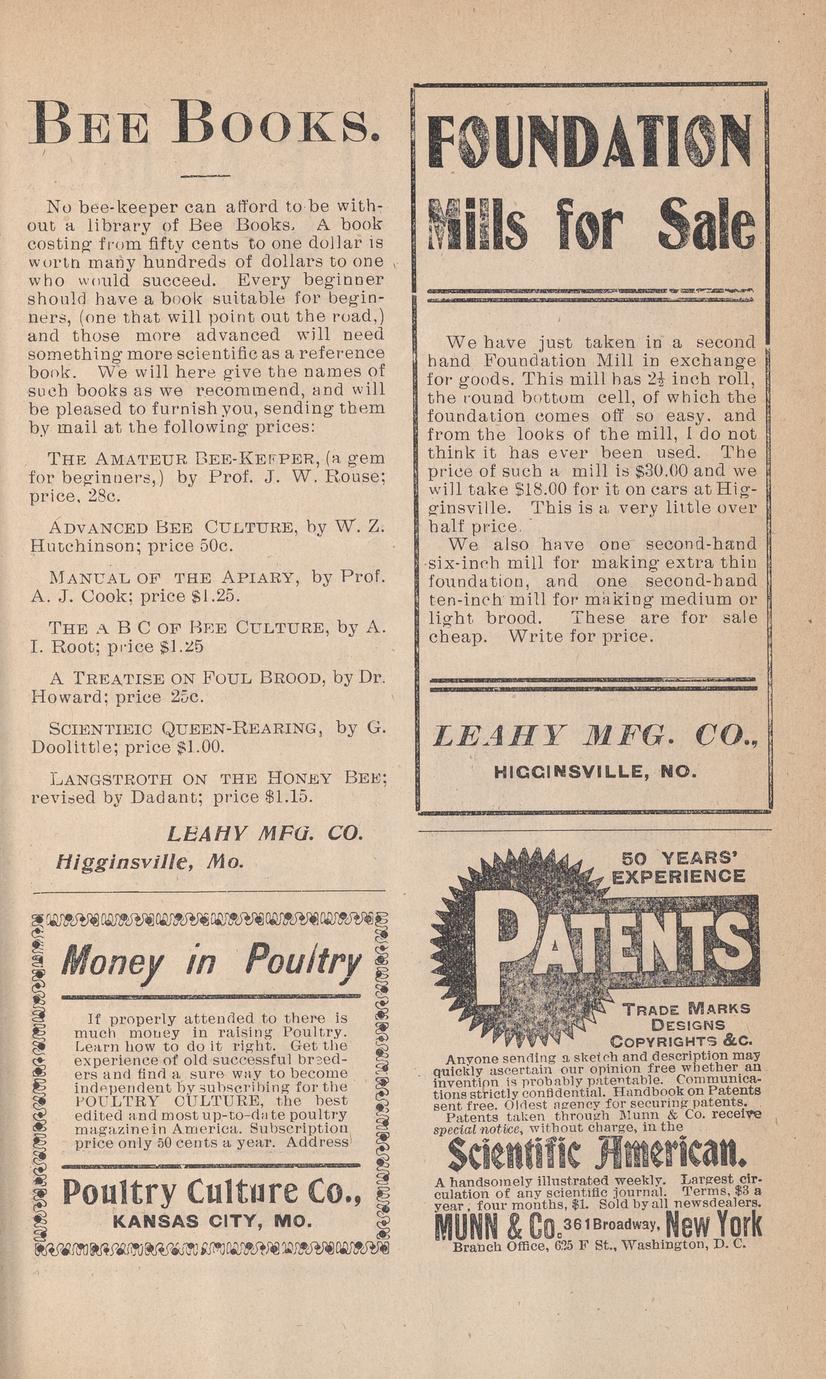 BEE BOOKS.
No bee-keeper can afford to be with-
out a library of Bee Books. A book
costing from fifty cents to one dollar is
worth many hundreds of dollars to one
who would succeed. Every beginner
should have a book suitable for begin-
ners, (one that will point out the road,)
and those more advanced will need
something more scientific as a reference
book. We will here give the names of
such books as we recommend, and will
be pleased to furnish you, sending them
by mail at the following prices:
THE AMATEUR BEE-KEEPER, (a gem
for beginners,) by Prof. J. W. Rouse;
price, 28c.
ADVANCED BEE CULTURE, by W. Z.
Hutchinson; price 50c.
MANUAL OF THE APIARY, by Prof.
A. J. Cook; price $1.25.
THE A B C OF BEE CULTURE, by A.
I. Root; price $1.25
A TREATISE ON FOUL BROOD, by Dr.
Howard; price 25c.
SCIENTIEIC QUEEN-REARING, by G.
Doolittle; price $1.00.
LANGSTROTH ON THE HONEY BEE;
revised by Dadant; price $1.15.
LEAHY MFG. CO.
Higginsville, Mo.
Money in Poultry
If properly attended to there is
much money in raising Poultry.
Learn how to do it right. Get the
experience of old successful breed-
ers and find a sure way to become
independent by subscribing for the
POULTRY CULTURE, the best
edited and most up-to-date poultry
magazine in America. Subscription
price only 50 cents a year. Address
Poultry Culture Co.,
KANSAS CITY, MO.
FOUNDATION
Mills for Sale
We have just taken in a second
hand Foundation Mill in exchange
for goods. This mill has 2½ inch roll,
the round bottom cell, of which the
foundation comes off so easy. and
from the looks of the mill, I do not
think it has ever been used. The
price of such a mill is $30.00 and we
will take $18.00 for it on cars at Hig-
ginsville. This is a very little over
half price.
We also have one second-hand
six-inch mill for making extra thin
foundation, and one second-hand
ten-inch mill for making medium or
light brood. These are for sale
cheap. Write for price.
LEAHY MFG. CO.,
HIGGINSVILLE, NO.
50 YEARS'
EXPERIENCE
PATENTS
TRADE MARKS
DESIGNS
COPYRIGHTS &C.
Anyone sending a sketch and description may
quickly ascertain our opinion free whether an
invention is probably patentable. Communica-
tions strictly confidential. Handbook on Patents
sent free. Oldest agency for securing patents.
Patents taken through Munn & Co. receive
special notice, without charge, in the
Scientific American.
A handsomely illustrated weekly. Largest cir-
culation of any scientific journal. Terms, $3 a
year; four months, $1. Sold by all newsdealers.
MUNN & Co. 361 Broadway, New York
Branch Office, 625 F St., Washington, D. C.